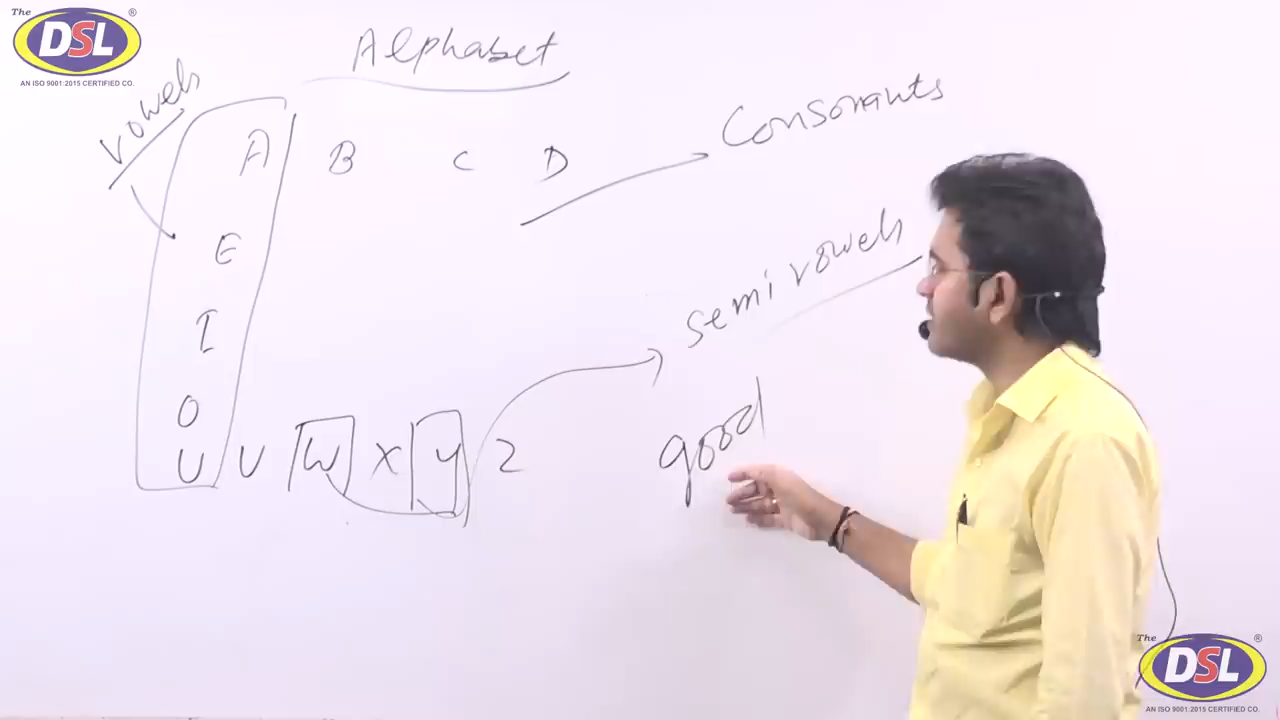 The
DSL
®
AN ISO 9001:2015 CERTIFIED CO.
Alphabet
vowels
A B C D
Consonants
E
semi vowels
I
O
U V W X Y Z
good
The
DSL
®
AN ISO 9001:2015 CERTIFIED CO.